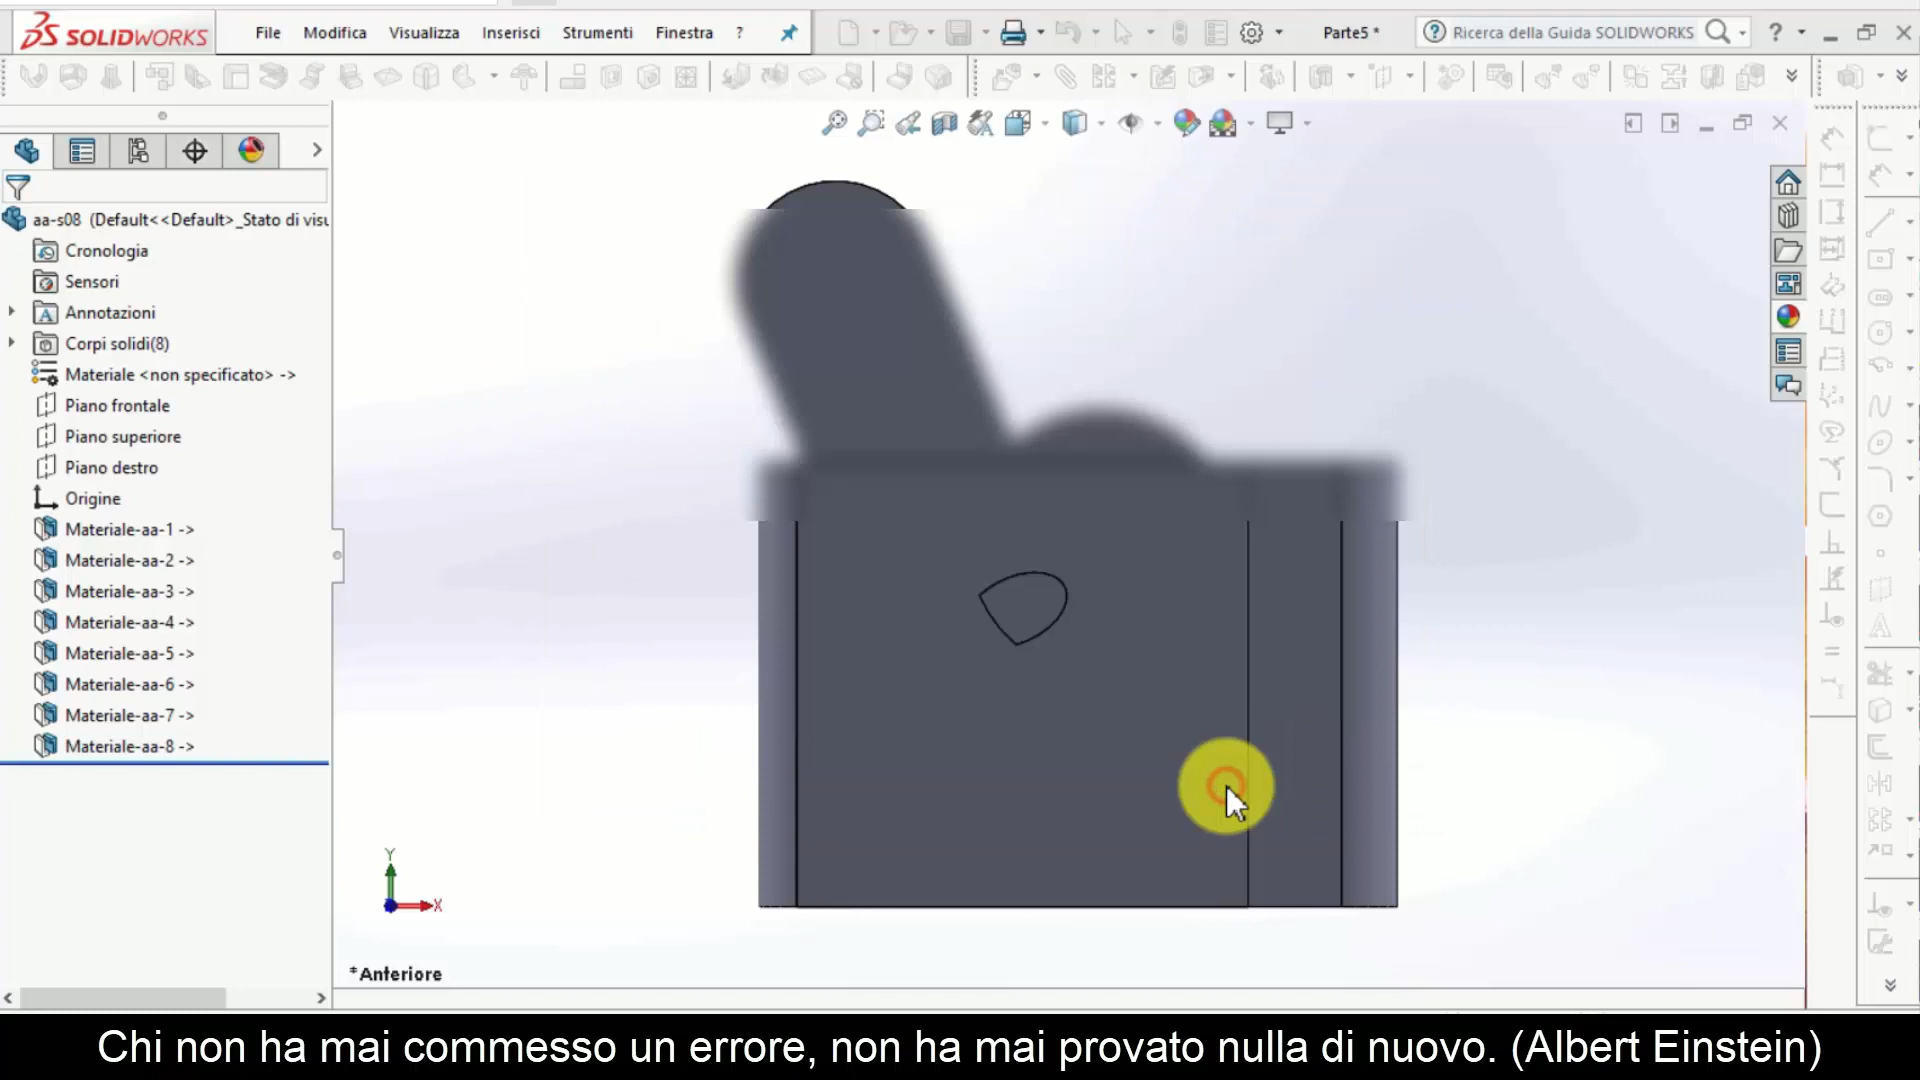 SOLIDWORKS
File Modifica Visualizza Inserisci Strumenti Finestra ?
Parte5 *
Ricerca della Guida SOLIDWORKS
aa-s08 (Default<<Default>_Stato di visu
Cronologia
Sensori
Annotazioni
Corpi solidi(8)
Materiale <non specificato> ->
Piano frontale
Piano superiore
Piano destro
Origine
Materiale-aa-1 ->
Materiale-aa-2 ->
Materiale-aa-3 ->
Materiale-aa-4 ->
Materiale-aa-5 ->
Materiale-aa-6 ->
Materiale-aa-7 ->
Materiale-aa-8 ->
Y
X
*Anteriore
Chi non ha mai commesso un errore, non ha mai provato nulla di nuovo. (Albert Einstein)